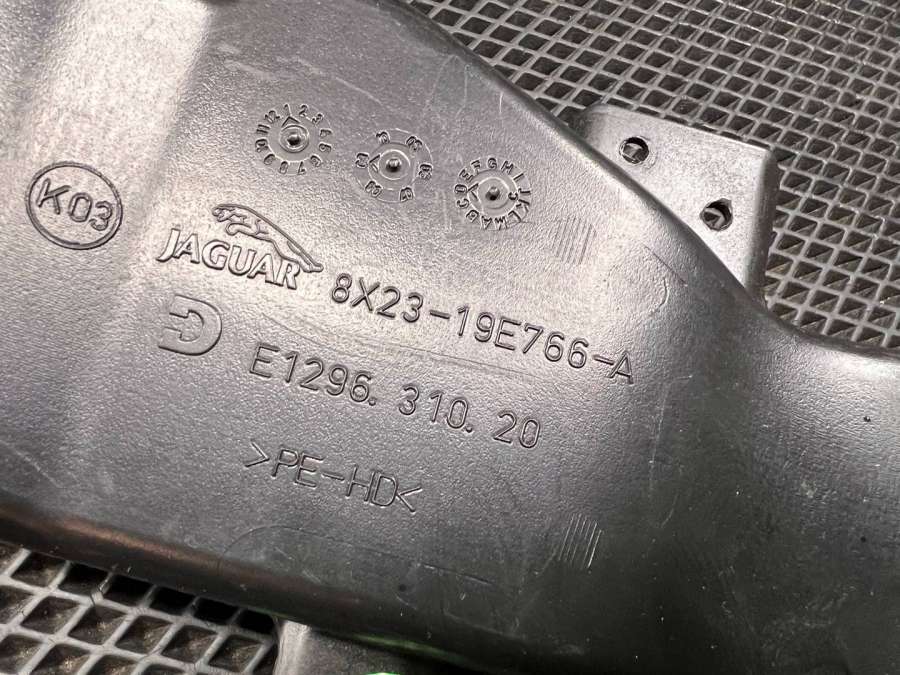 K03
JAGUAR 8X23-19E766-A
E1296. 310. 20
>PE-HD<